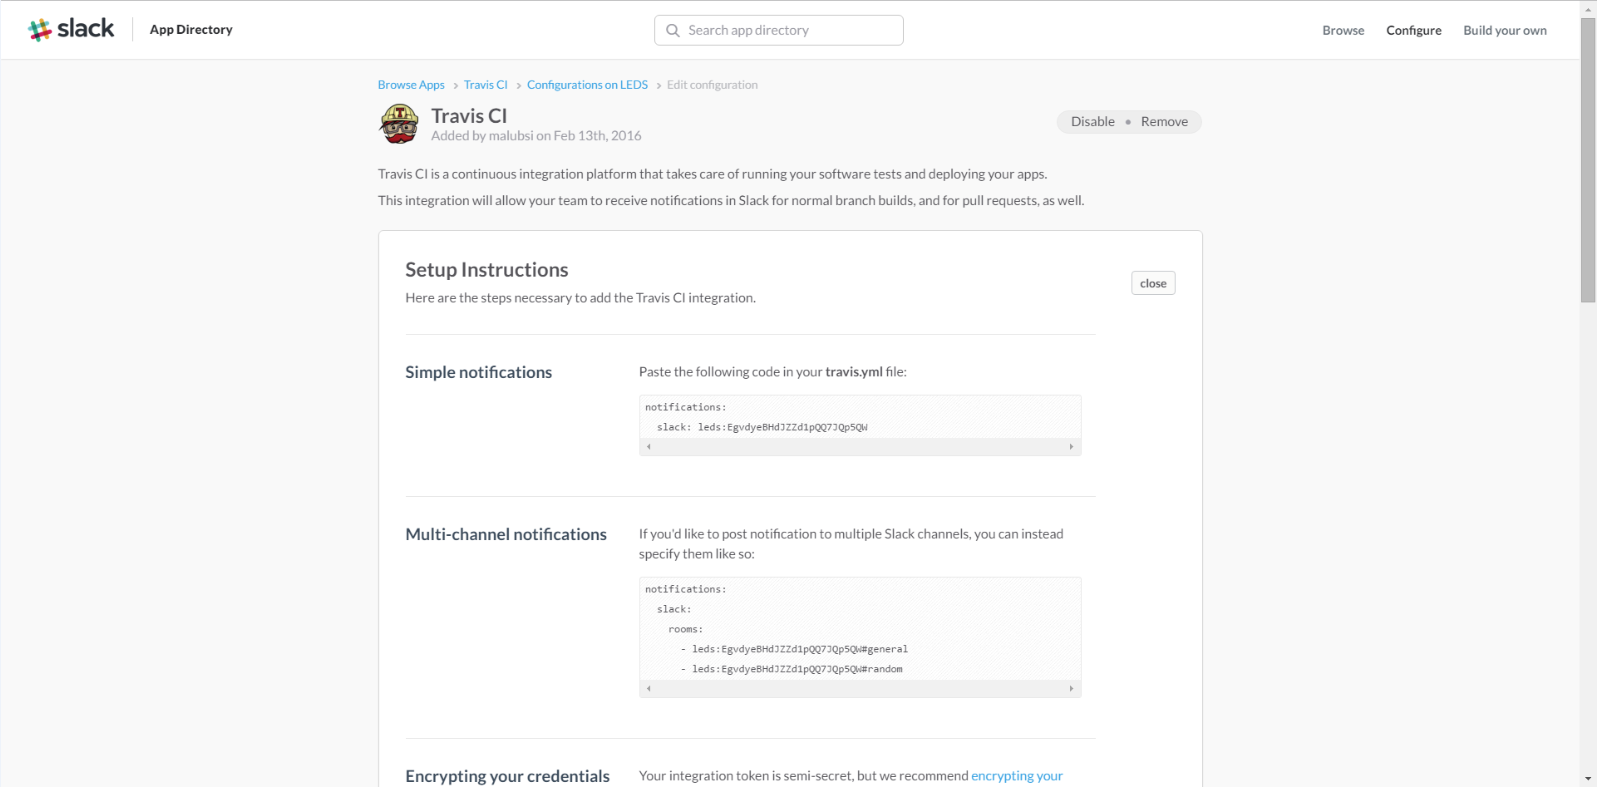 slack App Directory Search app directory Browse Configure Build your own
Browse Apps > Travis CI > Configurations on LEDS > Edit configuration
Travis CI
Added by malubsi on Feb 13th, 2016
Disable • Remove
Travis CI is a continuous integration platform that takes care of running your software tests and deploying your apps.
This integration will allow your team to receive notifications in Slack for normal branch builds, and for pull requests, as well.
Setup Instructions
close
Here are the steps necessary to add the Travis CI integration.
Simple notifications
Paste the following code in your travis.yml file:
notifications:
  slack: leds:EgvdyeBHdJZZd1pQQ7JQp5QW
Multi-channel notifications
If you'd like to post notification to multiple Slack channels, you can instead
specify them like so:
notifications:
  slack:
    rooms:
      - leds:EgvdyeBHdJZZd1pQQ7JQp5QW#general
      - leds:EgvdyeBHdJZZd1pQQ7JQp5QW#random
Encrypting your credentials
Your integration token is semi-secret, but we recommend encrypting your